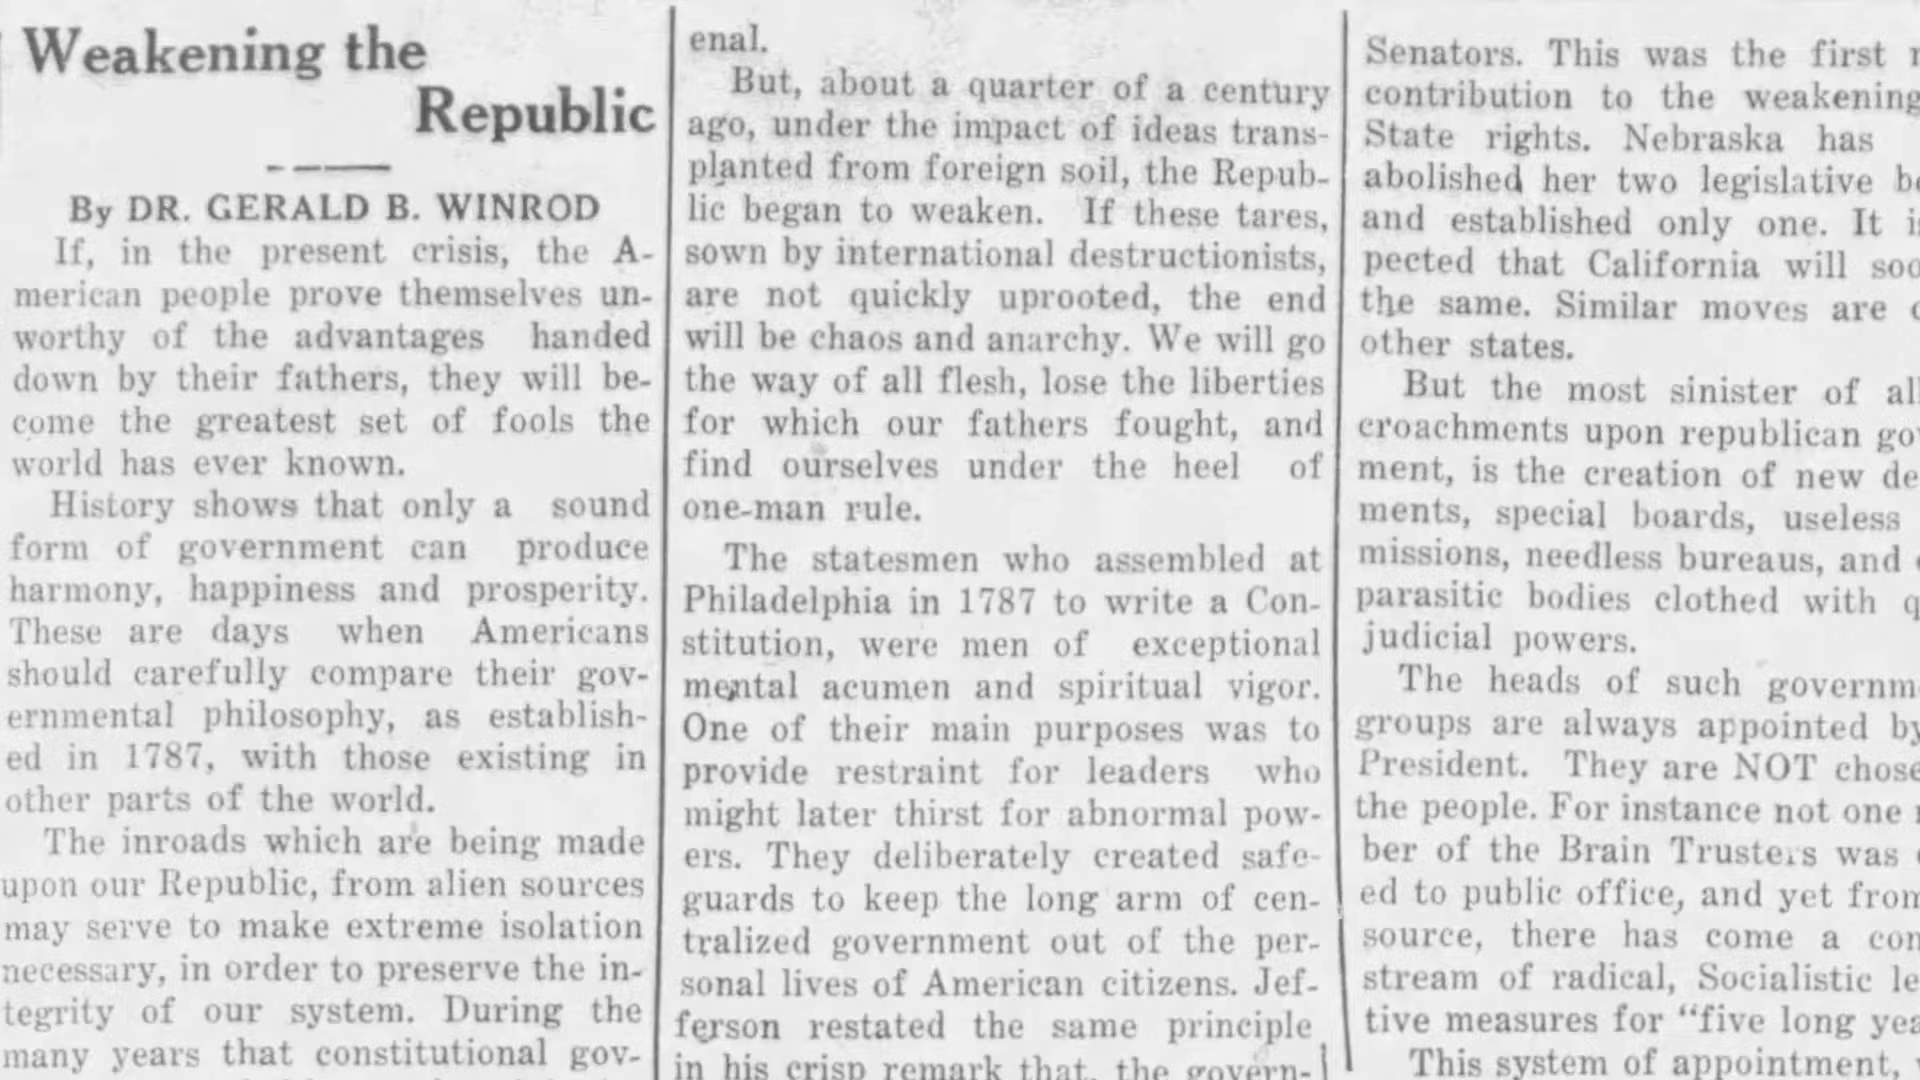 Weakening the
Republic
By DR. GERALD B. WINROD
If, in the present crisis, the A-
merican people prove themselves un-
worthy of the advantages handed
down by their fathers, they will be-
come the greatest set of fools the
world has ever known.
History shows that only a sound
form of government can produce
harmony, happiness and prosperity.
These are days when Americans
should carefully compare their gov-
ernmental philosophy, as establish-
ed in 1787, with those existing in
other parts of the world.
The inroads which are being made
upon our Republic, from alien sources
may serve to make extreme isolation
necessary, in order to preserve the in-
tegrity of our system. During the
many years that constitutional gov-
enal.
But, about a quarter of a century
ago, under the impact of ideas trans-
planted from foreign soil, the Repub-
lic began to weaken. If these tares,
sown by international destructionists,
are not quickly uprooted, the end
will be chaos and anarchy. We will go
the way of all flesh, lose the liberties
for which our fathers fought, and
find ourselves under the heel of
one-man rule.
The statesmen who assembled at
Philadelphia in 1787 to write a Con-
stitution, were men of exceptional
mental acumen and spiritual vigor.
One of their main purposes was to
provide restraint for leaders who
might later thirst for abnormal pow-
ers. They deliberately created safe-
guards to keep the long arm of cen-
tralized government out of the per-
sonal lives of American citizens. Jef-
ferson restated the same principle
in his crisp remark that, the govern-
Senators. This was the first
contribution to the weakening
State rights. Nebraska has
abolished her two legislative
and established only one. It
pected that California will
the same. Similar moves are
other states.
But the most sinister of all
croachments upon republican
ment, is the creation of new
ments, special boards, useless
missions, needless bureaus, and
parasitic bodies clothed with
judicial powers.
The heads of such
groups are always appointed by
President. They are NOT
the people. For instance not one
ber of the Brain Trusters was
ed to public office, and yet from
source, there has come a
stream of radical, Socialistic
tive measures for "five long
This system of appointment,